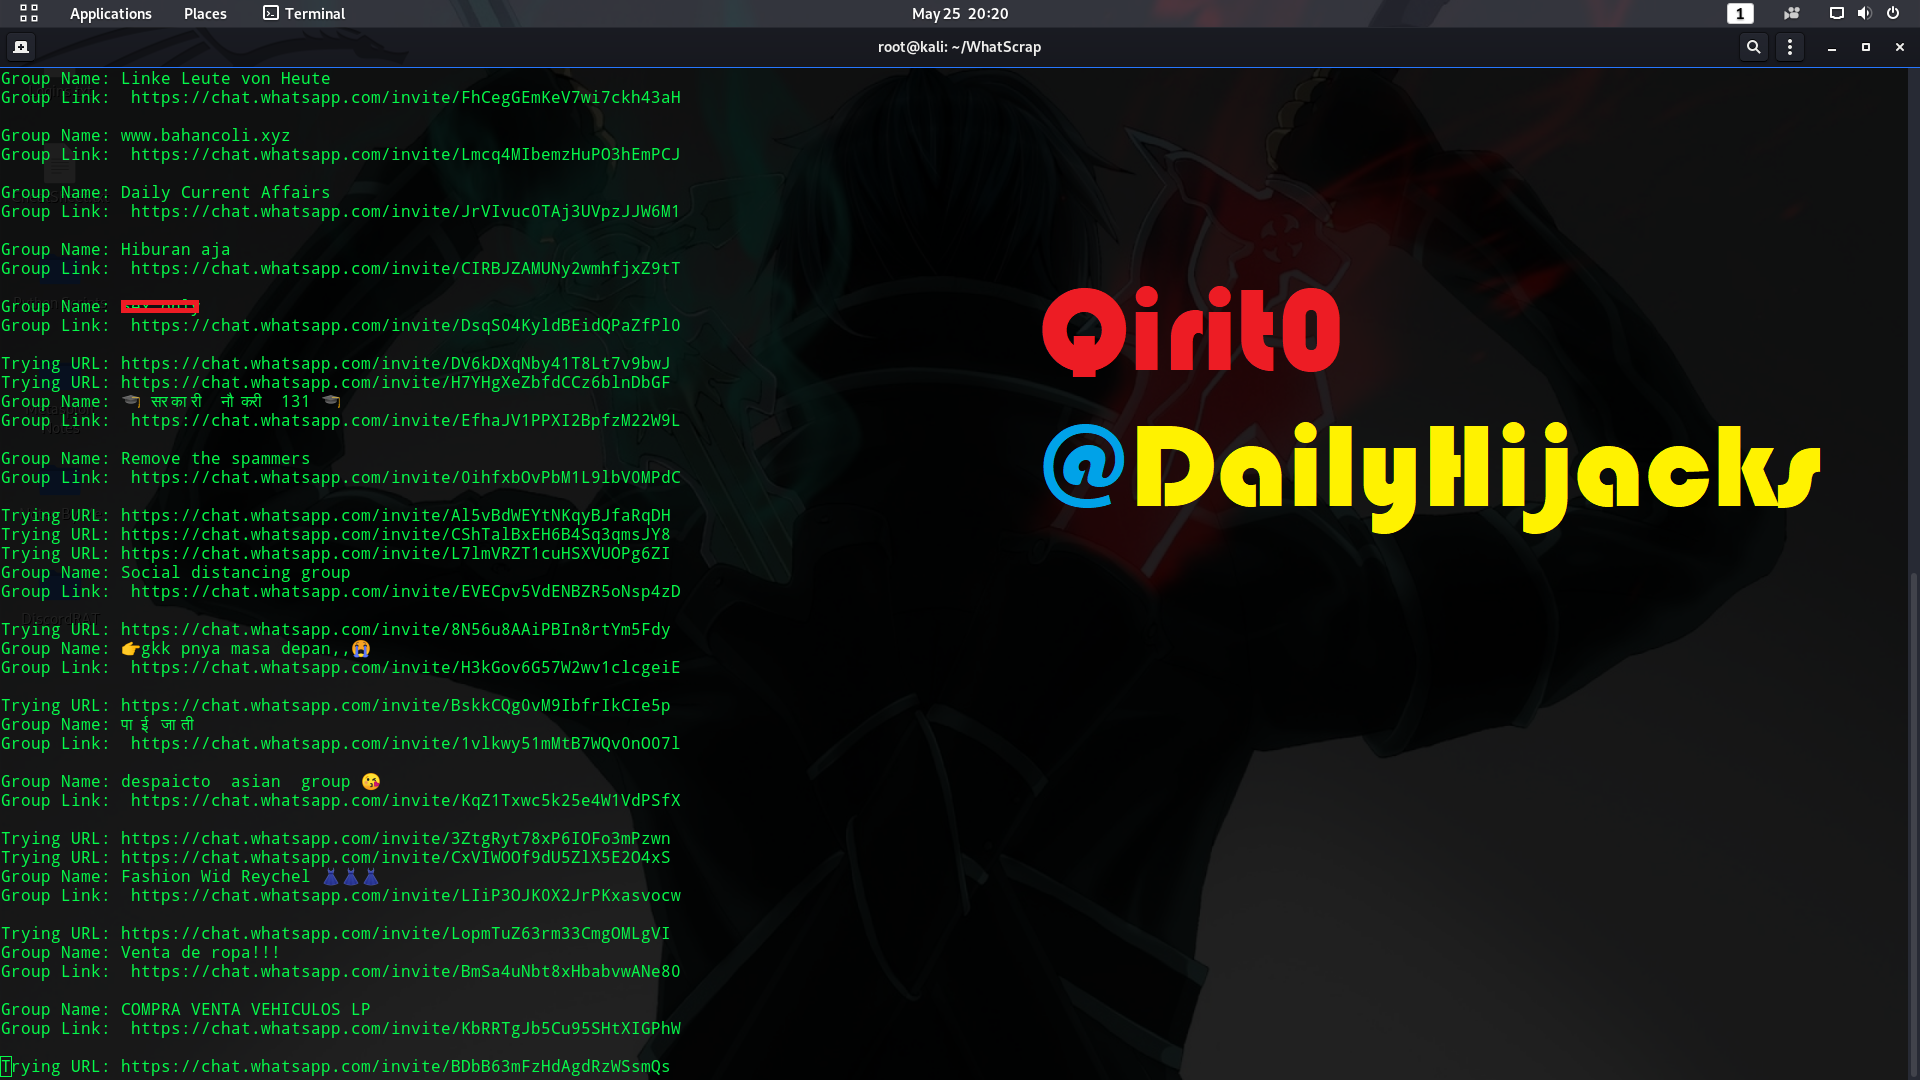 Applications Places Terminal May 25 20:20 1
root@kali: ~/WhatScrap
Group Name: Linke Leute von Heute
Group Link:  https://chat.whatsapp.com/invite/FhCegGEmKeV7wi7ckh43aH
Group Name: www.bahancoli.xyz
Group Link:  https://chat.whatsapp.com/invite/Lmcq4MIbemzHuPO3hEmPCJ
Group Name: Daily Current Affairs
Group Link:  https://chat.whatsapp.com/invite/JrVIvuc0TAj3UVpzJJW6M1
Group Name: Hiburan aja
Group Link:  https://chat.whatsapp.com/invite/CIRBJZAMUNy2wmhfjxZ9tT
Group Name:
Group Link:  https://chat.whatsapp.com/invite/DsqS04KyldBEidQPaZfPl0
Trying URL: https://chat.whatsapp.com/invite/DV6kDXqNby41T8Lt7v9bwJ
Trying URL: https://chat.whatsapp.com/invite/H7YHgXeZbfdCCz6blnDbGF
Group Name: 🎓 सरकारी नौकरी 131 🎓
Group Link:  https://chat.whatsapp.com/invite/EfhaJV1PPXI2BpfzM22W9L
Group Name: Remove the spammers
Group Link:  https://chat.whatsapp.com/invite/OihfxbOvPbM1L9lbV0MPdC
Trying URL: https://chat.whatsapp.com/invite/Al5vBdWEYtNKqyBJfaRqDH
Trying URL: https://chat.whatsapp.com/invite/CShTalBxEH6B4Sq3qmsJY8
Trying URL: https://chat.whatsapp.com/invite/L7lmVRZT1cuHSXVUOPg6ZI
Group Name: Social distancing group
Group Link:  https://chat.whatsapp.com/invite/EVECpv5VdENBZR5oNsp4zD
Trying URL: https://chat.whatsapp.com/invite/8N56u8AAiPBIn8rtYm5Fdy
Group Name: 👉gkk pnya masa depan,,😭
Group Link:  https://chat.whatsapp.com/invite/H3kGov6G57W2wv1clcgeiE
Trying URL: https://chat.whatsapp.com/invite/BskkCQg0vM9IbfrIkCIe5p
Group Name: पाई जाती
Group Link:  https://chat.whatsapp.com/invite/1vlkwy51mMtB7WQv0nO07l
Group Name: despaicto  asian  group 😘
Group Link:  https://chat.whatsapp.com/invite/KqZ1Txwc5k25e4W1VdPSfX
Trying URL: https://chat.whatsapp.com/invite/3ZtgRyt78xP6IOFo3mPzwn
Trying URL: https://chat.whatsapp.com/invite/CxVIWOOf9dU5ZlX5E2O4xS
Group Name: Fashion Wid Reychel 👗👗👗
Group Link:  https://chat.whatsapp.com/invite/LIiP3OJKOX2JrPKxasvocw
Trying URL: https://chat.whatsapp.com/invite/LopmTuZ63rm33CmgOMLgVI
Group Name: Venta de ropa!!!
Group Link:  https://chat.whatsapp.com/invite/BmSa4uNbt8xHbabvwANe8O
Group Name: COMPRA VENTA VEHICULOS LP
Group Link:  https://chat.whatsapp.com/invite/KbRRTgJb5Cu95SHtXIGPhW
Trying URL: https://chat.whatsapp.com/invite/BDbB63mFzHdAgdRzWSsmQs
Qirit0
@DailyHijacks